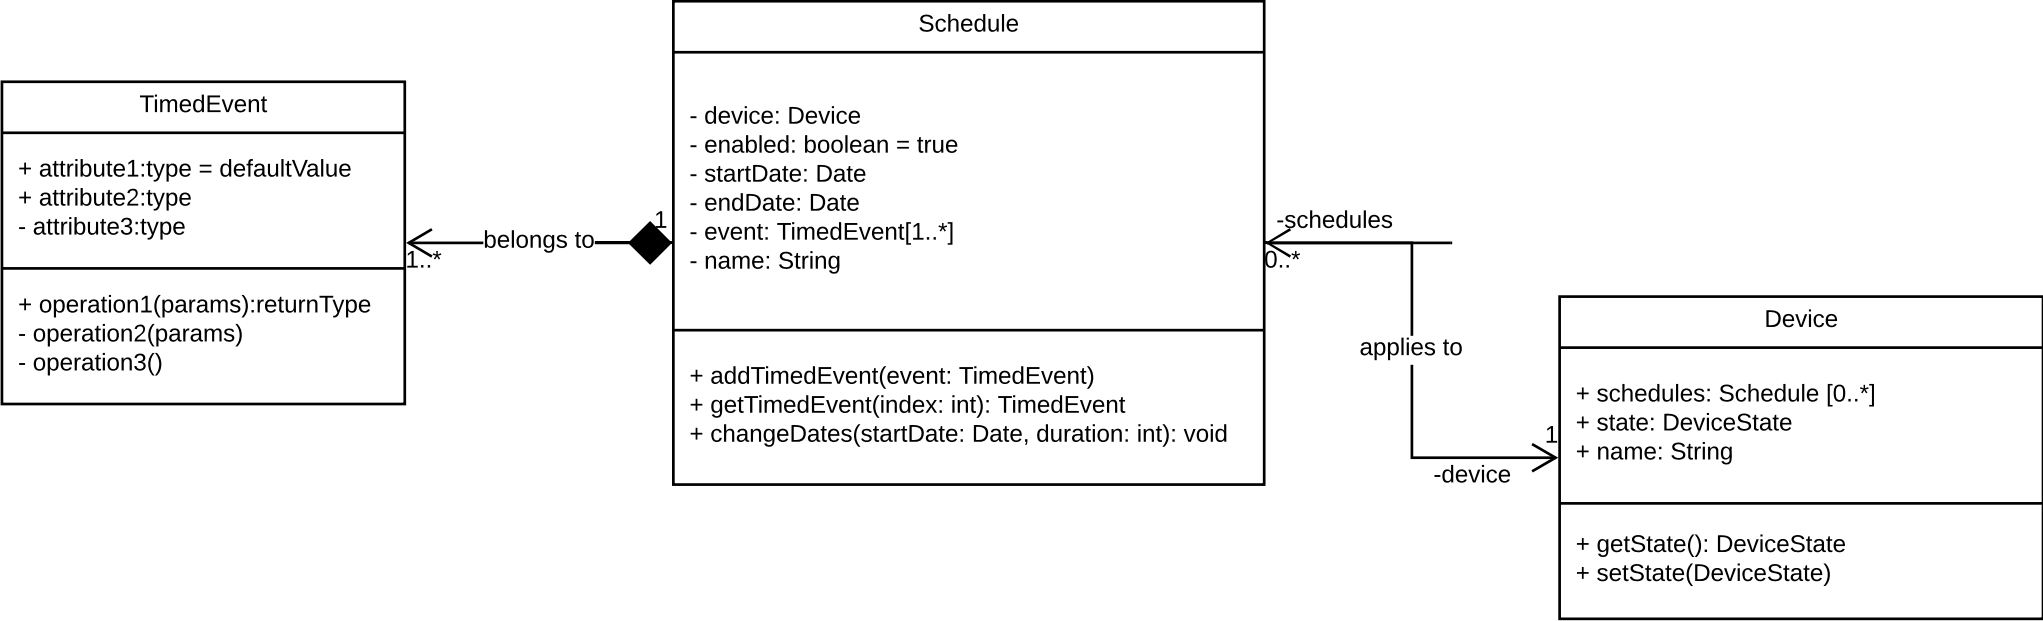 TimedEvent
+ attribute1:type = defaultValue
+ attribute2:type
- attribute3:type
+ operation1(params):returnType
- operation2(params)
- operation3()
belongs to
1
1..*
Schedule
- device: Device
- enabled: boolean = true
- startDate: Date
- endDate: Date
- event: TimedEvent[1..*]
- name: String
+ addTimedEvent(event: TimedEvent)
+ getTimedEvent(index: int): TimedEvent
+ changeDates(startDate: Date, duration: int): void
-schedules
0..*
applies to
1
-device
Device
+ schedules: Schedule [0..*]
+ state: DeviceState
+ name: String
+ getState(): DeviceState
+ setState(DeviceState)